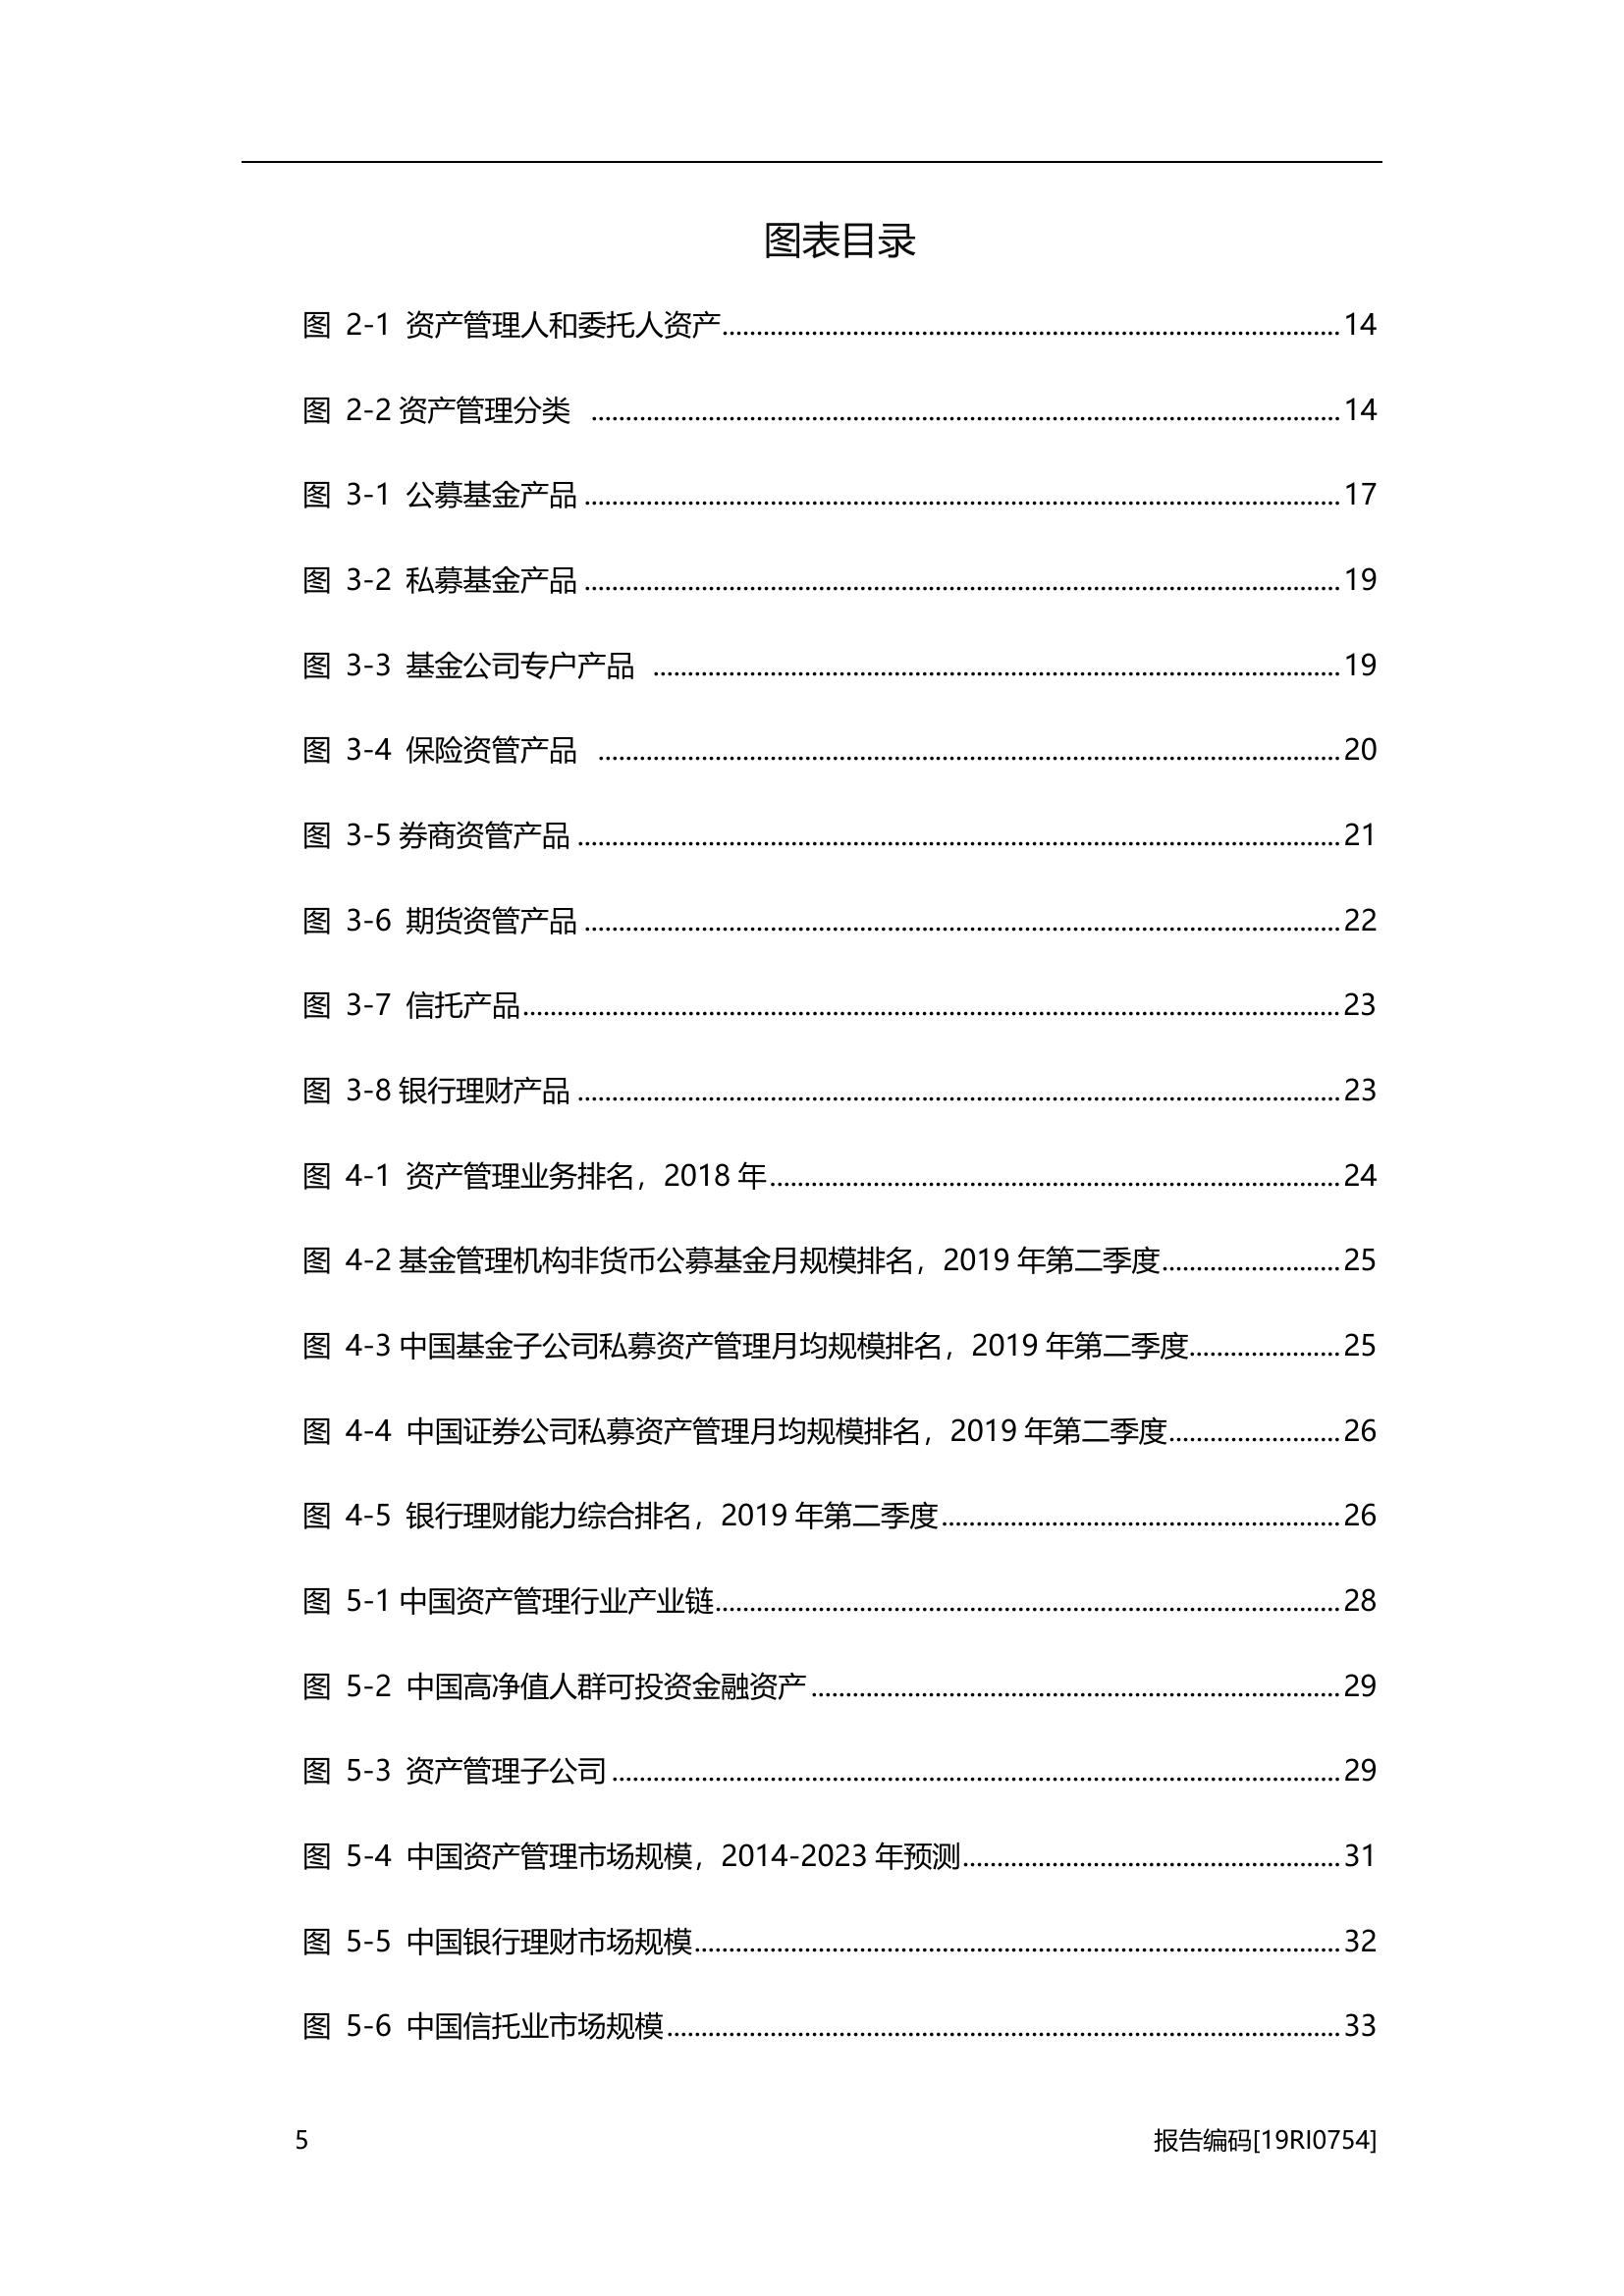 图表目录
图 2-1 资产管理人和委托人资产........................................14
图 2-2 资产管理分类 ........................................14
图 3-1 公募基金产品........................................17
图 3-2 私募基金产品........................................19
图 3-3 基金公司专户产品 ........................................19
图 3-4 保险资管产品 ........................................20
图 3-5 券商资管产品........................................21
图 3-6 期货资管产品........................................22
图 3-7 信托产品........................................23
图 3-8 银行理财产品........................................23
图 4-1 资产管理业务排名，2018 年........................................24
图 4-2 基金管理机构非货币公募基金月规模排名，2019 年第二季度..........................25
图 4-3 中国基金子公司私募资产管理月均规模排名，2019 年第二季度......................25
图 4-4 中国证券公司私募资产管理月均规模排名，2019 年第二季度.........................26
图 4-5 银行理财能力综合排名，2019 年第二季度........................................26
图 5-1 中国资产管理行业产业链........................................28
图 5-2 中国高净值人群可投资金融资产........................................29
图 5-3 资产管理子公司........................................29
图 5-4 中国资产管理市场规模，2014-2023 年预测........................................31
图 5-5 中国银行理财市场规模........................................32
图 5-6 中国信托业市场规模........................................33
5 报告编码[19RI0754]